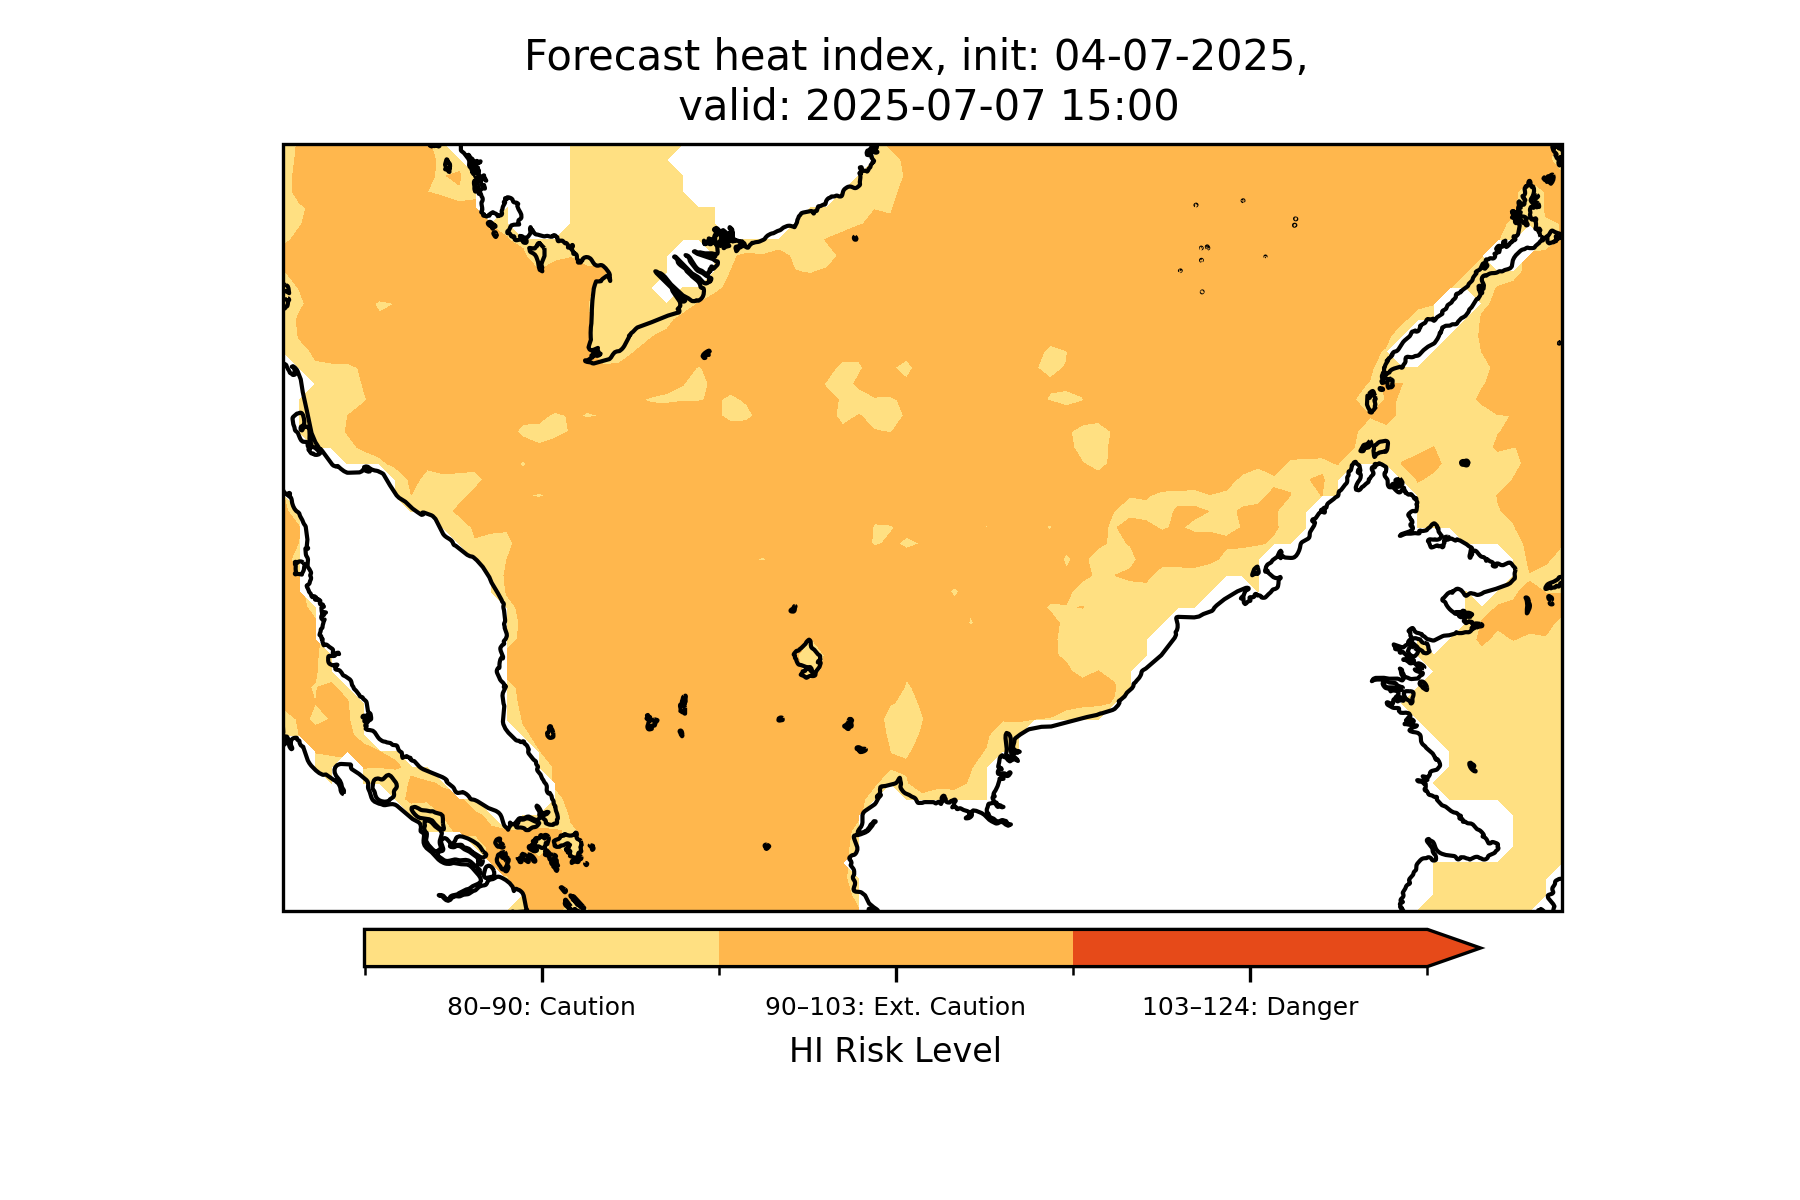 Forecast heat index, init: 04-07-2025,
valid: 2025-07-07 15:00
80–90: Caution
90–103: Ext. Caution
103–124: Danger
HI Risk Level